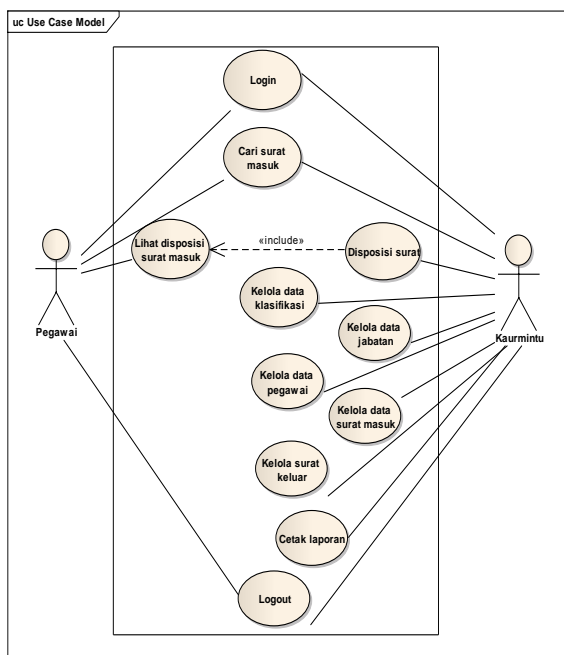 uc Use Case Model
Login
Cari surat
masuk
Lihat disposisi
surat masuk
«include»
Disposisi surat
Kelola data
klasifikasi
Pegawai
Kelola data
jabatan
Kaurmintu
Kelola data
pegawai
Kelola data
surat masuk
Kelola surat
keluar
Cetak laporan
Logout